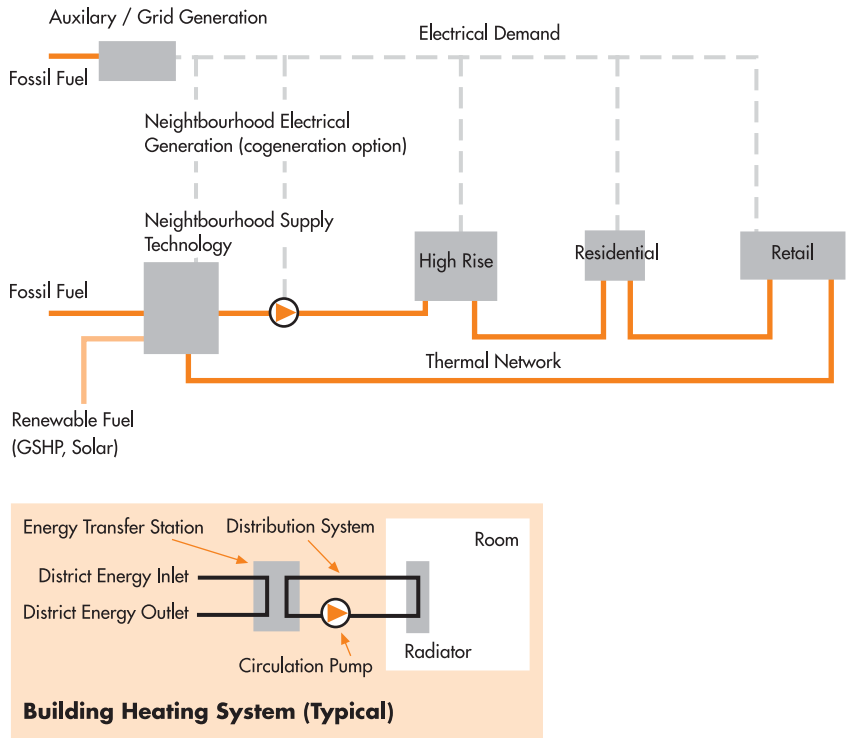 Auxilary / Grid Generation
Electrical Demand
Fossil Fuel
Neighbourhood Electrical
Generation (cogeneration option)
Neighbourhood Supply
Technology
High Rise
Residential
Retail
Fossil Fuel
Thermal Network
Renewable Fuel
(GSHP, Solar)
Energy Transfer Station
Distribution System
Room
District Energy Inlet
District Energy Outlet
Radiator
Circulation Pump
Building Heating System (Typical)